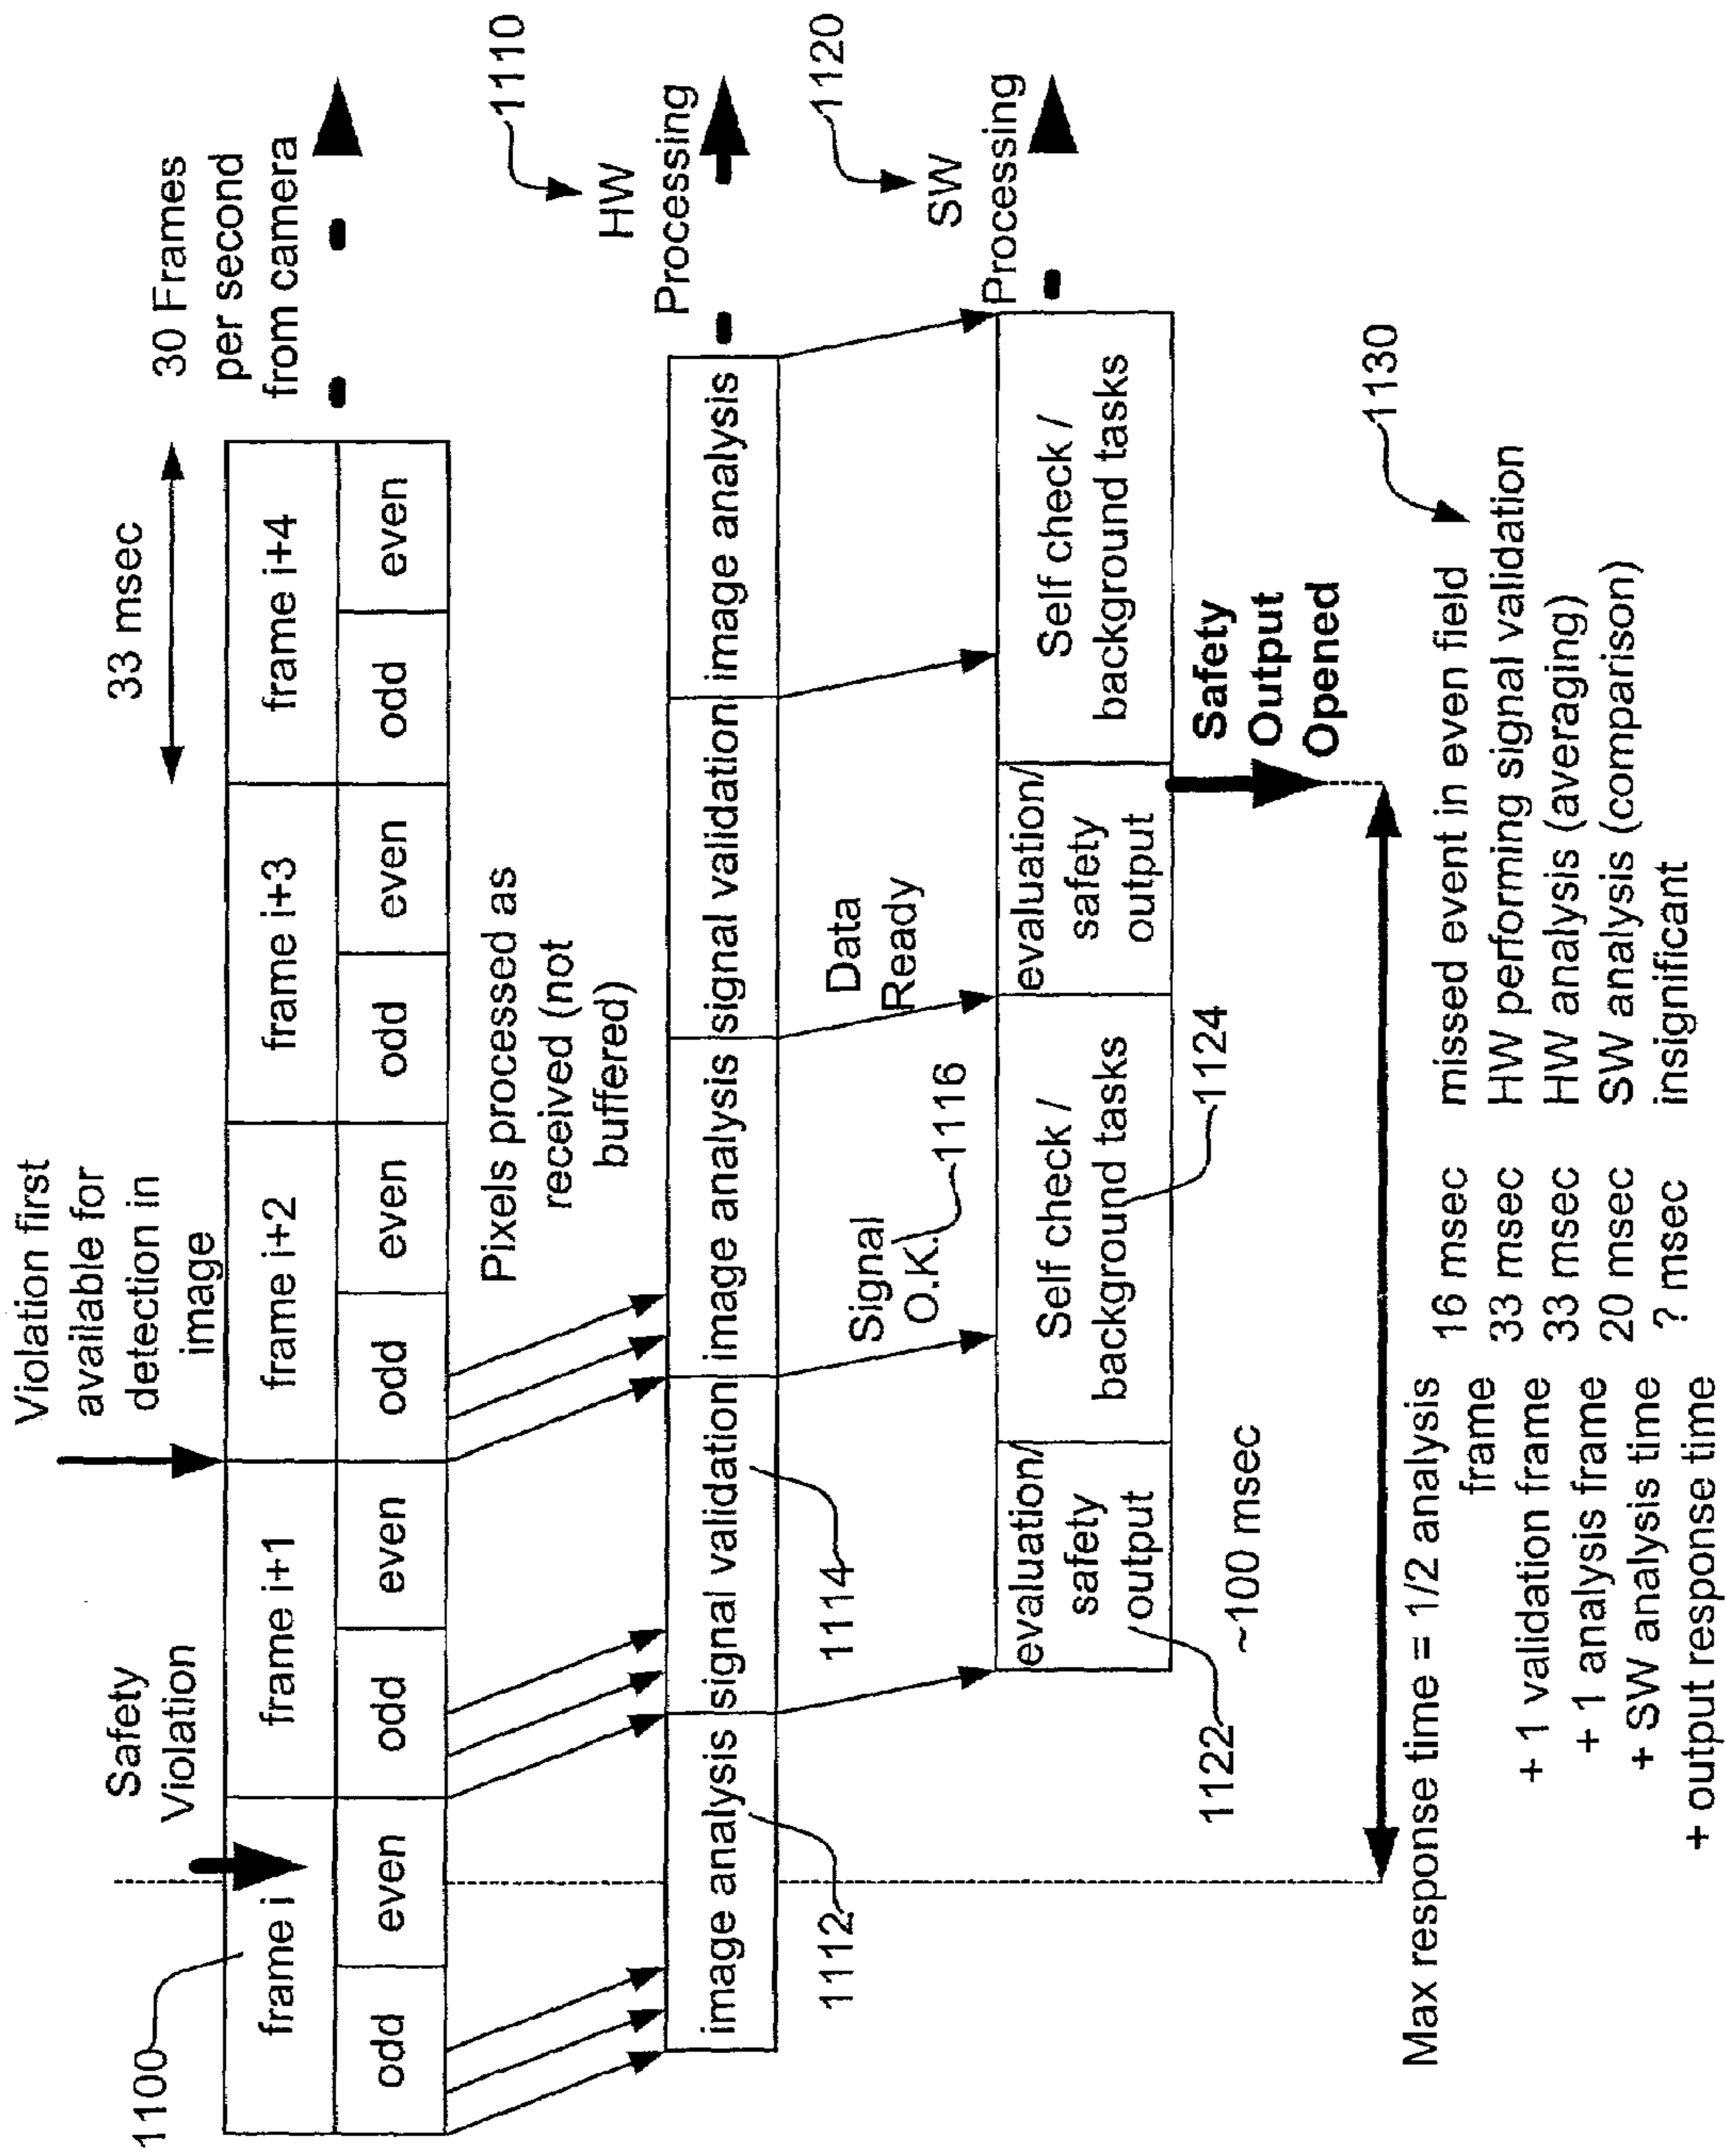 Safety
Violation
Violation first
available for
detection in
image
33 msec
30 Frames
per second
from camera
1100
frame i
frame i+1
frame i+2
frame i+3
frame i+4
odd
even
odd
even
odd
even
odd
even
odd
even
Pixels processed as
received (not
buffered)
1110
HW
Processing
image analysis
signal validation
image analysis
signal validation
image analysis
1112
1114
Signal
O.K.
1116
Data
Ready
1120
SW
Processing
evaluation/
safety
output
Self check /
background tasks
evaluation/
safety
output
Self check /
background tasks
1122
~100 msec
1124
Safety
Output
Opened
1130
Max response time = 1/2 analysis
frame
16 msec
missed event in even field
+ 1 validation frame
33 msec
HW performing signal validation
+ 1 analysis frame
33 msec
HW analysis (averaging)
+ SW analysis time
20 msec
SW analysis (comparison)
+ output response time
? msec
insignificant